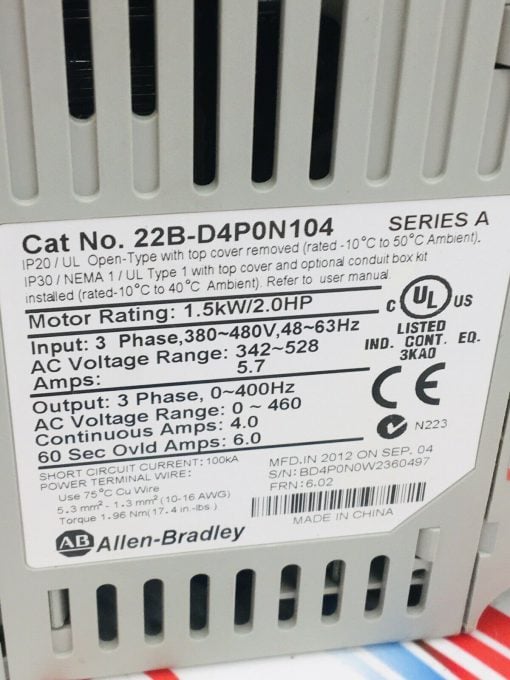 Cat No. 22B-D4P0N104 SERIES A
IP20 / UL Open-Type with top cover removed (rated -10°C to 50°C Ambient).
IP30 / NEMA 1 / UL Type 1 with top cover and optional conduit box kit
installed (rated-10°C to 40°C Ambient). Refer to user manual
Motor Rating: 1.5kW/2.0HP
Input: 3 Phase,380~480V,48~63Hz
AC Voltage Range: 342~528
Amps: 5.7
Output: 3 Phase, 0~400Hz
AC Voltage Range: 0 ~ 460
Continuous Amps: 4.0
60 Sec Ovld Amps: 6.0
C UL US
LISTED
IND. CONT. EQ.
3KA0
CE
N223
SHORT CIRCUIT CURRENT: 100kA
POWER TERMINAL WIRE:
Use 75°C Cu Wire
5.3 mm² - 1.3 mm² (10-16 AWG)
Torque 1.96 Nm(17.4 in.-lbs )
MFD.IN 2012 ON SEP. 04
S/N: BD4P0N0W2360497
FRN: 6.02
MADE IN CHINA
AB Allen-Bradley